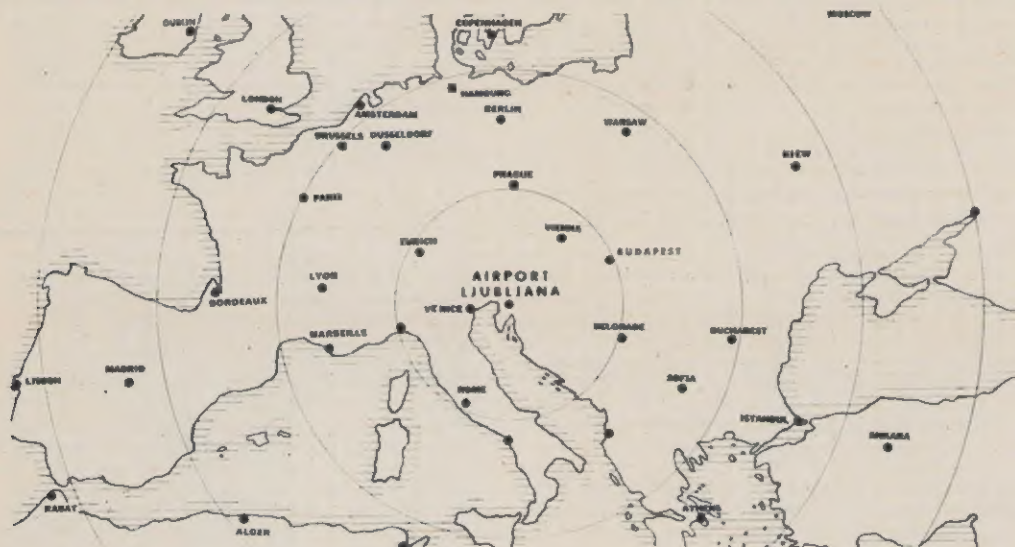 MOSCOW
DUBLIN
COPENHAGEN
HAMBURG
LONDON
AMSTERDAM
BERLIN
WARSAW
BRUSSELS
DUSSELDORF
KIEW
PRAGUE
PARIS
VIENNA
ZURICH
BUDAPEST
AIRPORT
LJUBLJANA
LYON
BORDEAUX
VENICE
MARSEILLE
BELGRADE
BUCHAREST
LISBON
MADRID
ROME
SOFIA
ISTANBUL
ANKARA
RABAT
ATHENS
ALGER